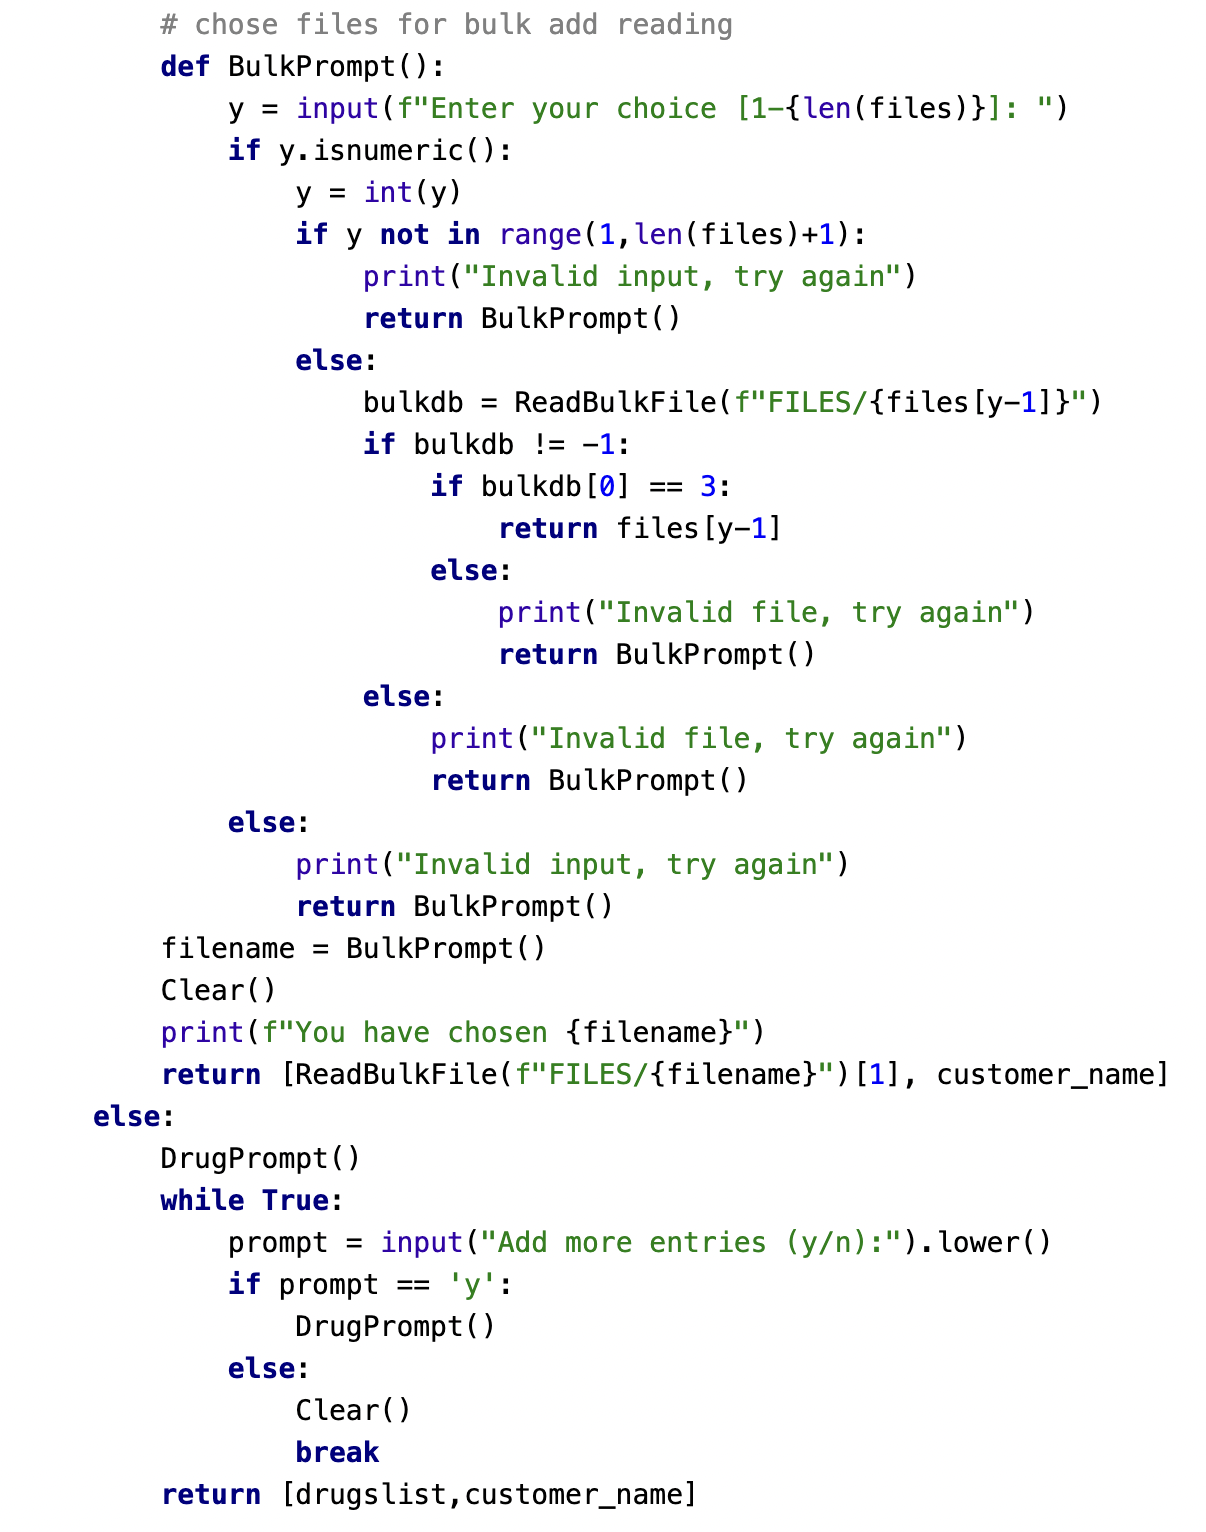 # chose files for bulk add reading
def BulkPrompt():
    y = input(f"Enter your choice [1-{len(files)}]: ")
    if y.isnumeric():
        y = int(y)
        if y not in range(1,len(files)+1):
            print("Invalid input, try again")
            return BulkPrompt()
        else:
            bulkdb = ReadBulkFile(f"FILES/{files[y-1]}")
            if bulkdb != -1:
                if bulkdb[0] == 3:
                    return files[y-1]
                else:
                    print("Invalid file, try again")
                    return BulkPrompt()
            else:
                print("Invalid file, try again")
                return BulkPrompt()
    else:
        print("Invalid input, try again")
        return BulkPrompt()
filename = BulkPrompt()
Clear()
print(f"You have chosen {filename}")
return [ReadBulkFile(f"FILES/{filename}")[1], customer_name]
else:
    DrugPrompt()
    while True:
        prompt = input("Add more entries (y/n):").lower()
        if prompt == 'y':
            DrugPrompt()
        else:
            Clear()
            break
    return [drugslist,customer_name]